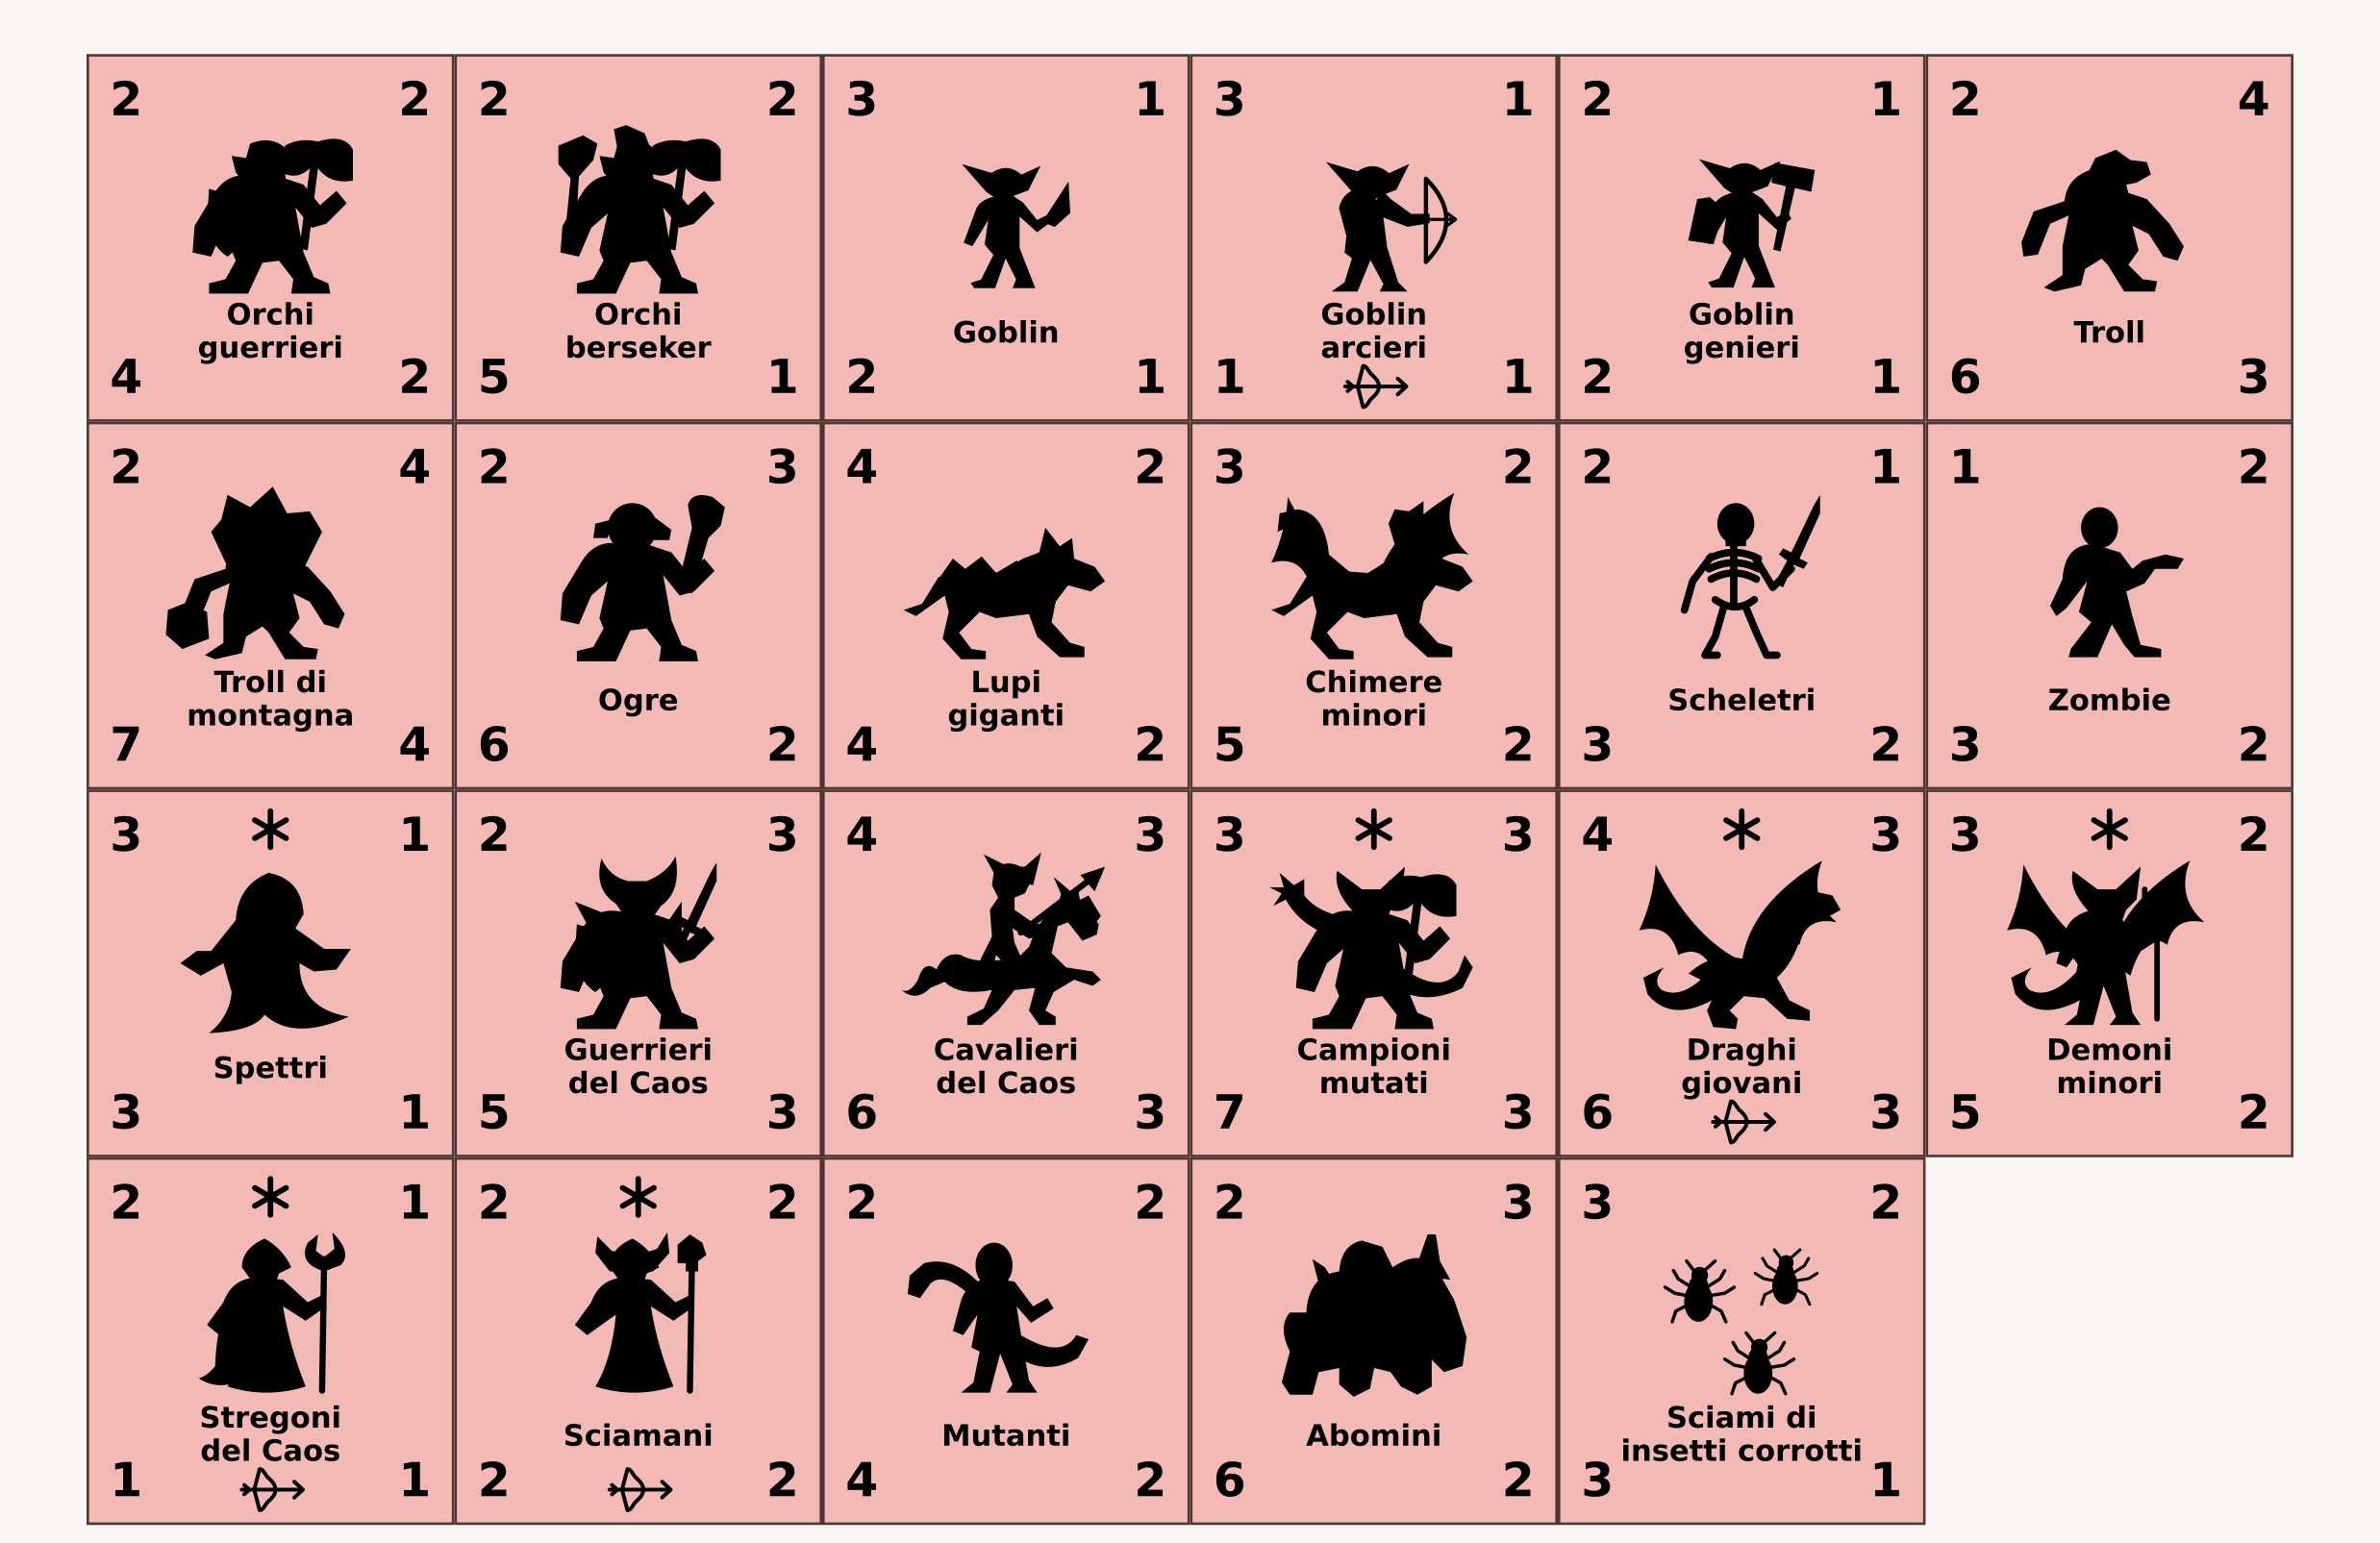 2 2
Orchi
guerrieri
4 2
2 2
Orchi
berseker
5 1
3 1
Goblin
2 1
3 1
Goblin
arcieri
1 1
2 1
Goblin
genieri
2 1
2 4
Troll
6 3
2 4
Troll di
montagna
7 4
2 3
Ogre
6 2
4 2
Lupi
giganti
4 2
3 2
Chimere
minori
5 2
2 1
Scheletri
3 2
1 2
Zombie
3 2
3 * 1
Spettri
3 1
2 3
Guerrieri
del Caos
5 3
4 3
Cavalieri
del Caos
6 3
3 * 3
Campioni
mutati
7 3
4 * 3
Draghi
giovani
6 3
3 * 2
Demoni
minori
5 2
2 * 1
Stregoni
del Caos
1 1
2 * 2
Sciamani
2 2
2 2
Mutanti
4 2
2 3
Abomini
6 2
3 2
Sciami di
insetti corrotti
3 1